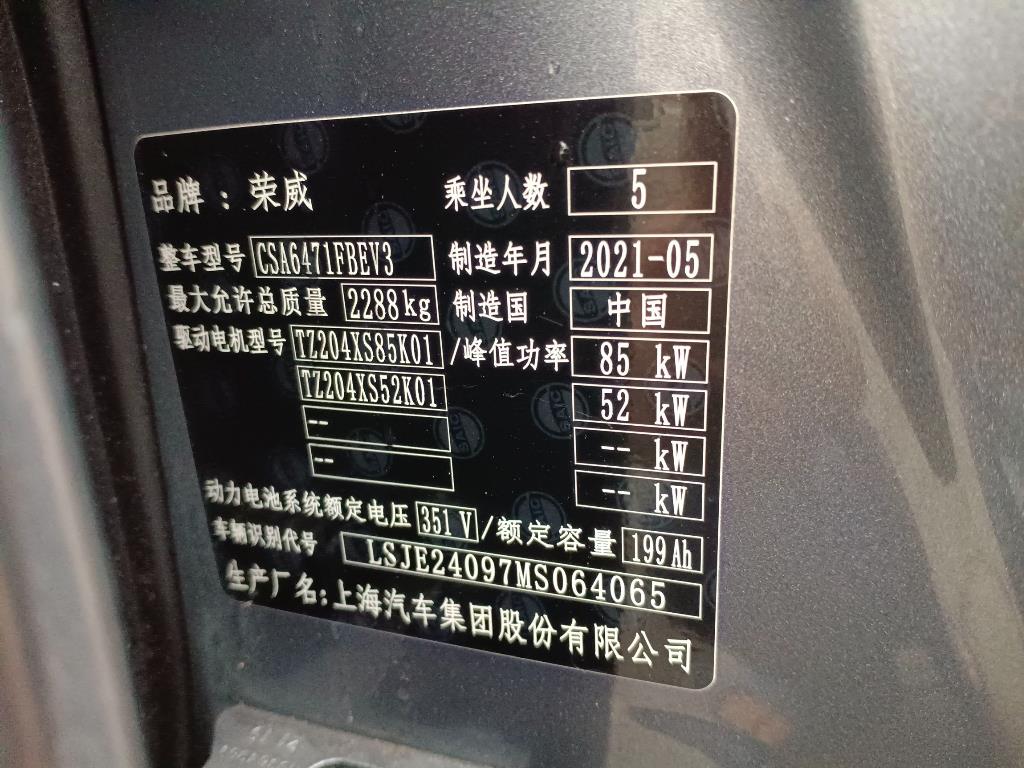 品牌：荣威 乘坐人数 5
整车型号 CSA6471FBEV3 制造年月 2021-05
最大允许总质量 2288kg 制造国 中国
驱动电机型号 TZ204XS85K01 /峰值功率 85 kW
TZ204XS52K01 52 kW
-- -- kW
-- -- kW
动力电池系统额定电压 351 V /额定容量 199Ah
车辆识别代号 LSJE24097MS064065
生产厂名：上海汽车集团股份有限公司